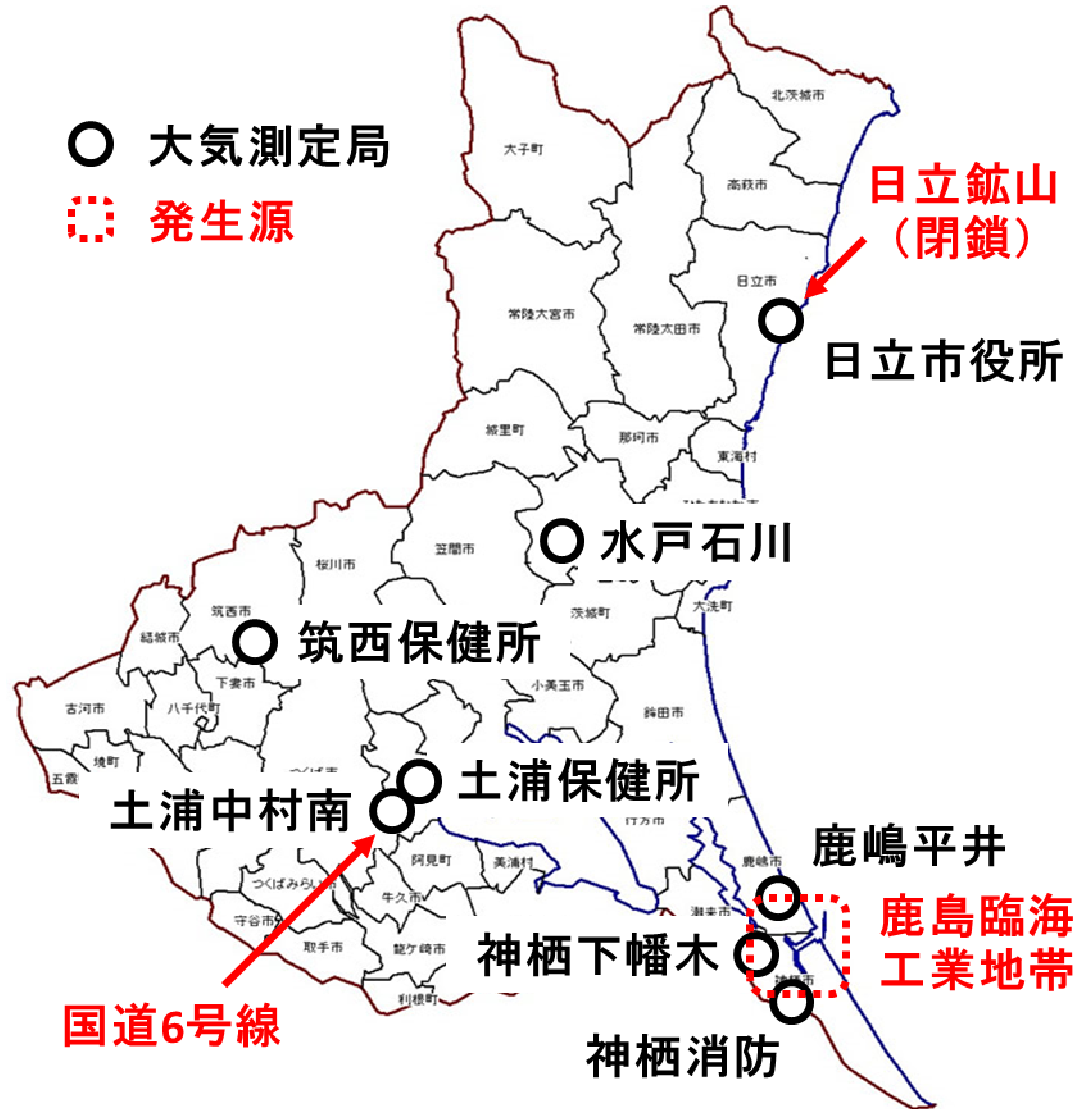 北茨城市
大子町
大気測定局
高萩市
発生源
日立鉱山
（閉鎖）
日立市
常陸大宮市
常陸太田市
日立市役所
城里町
那珂市
東海村
水戸石川
笠間市
桜川市
筑西市
茨城町
大洗町
結城市
筑西保健所
下妻市
小美玉市
古河市
八千代町
鉾田市
境町
五霞
土浦保健所
土浦中村南
行方市
鹿嶋平井
阿見町
美浦村
鹿嶋市
つくばみらい市
牛久市
潮来市
鹿島臨海
工業地帯
守谷市
取手市
龍ケ崎市
神栖下幡木
神栖市
利根町
国道6号線
神栖消防